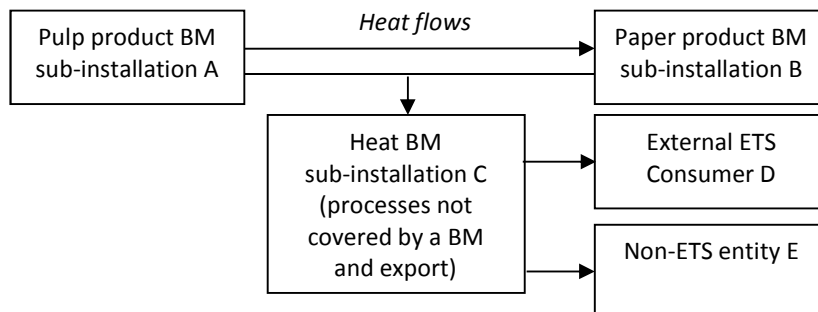 Pulp product BM
sub-installation A
Heat flows
Paper product BM
sub-installation B
Heat BM
sub-installation C
(processes not
covered by a BM
and export)
External ETS
Consumer D
Non-ETS entity E